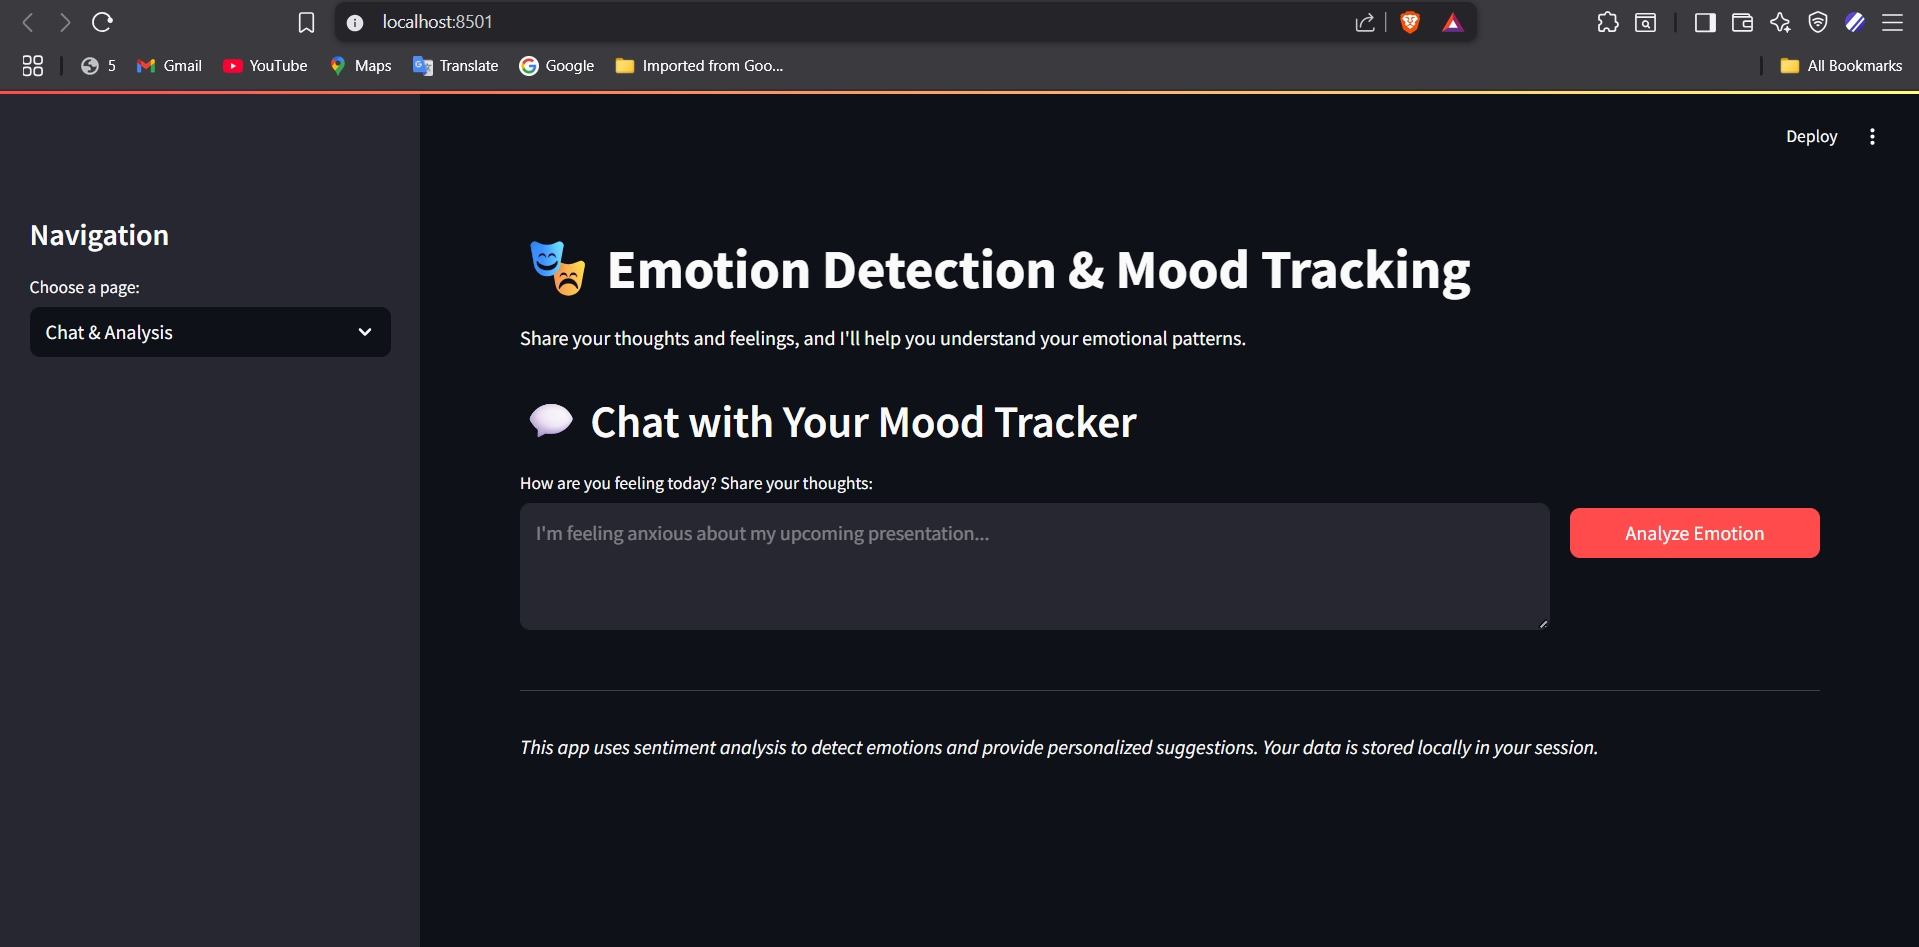 localhost:8501
5
Gmail
YouTube
Maps
Translate
Google
Imported from Goo...
All Bookmarks
Deploy
Navigation
Choose a page:
Chat & Analysis
Emotion Detection & Mood Tracking
Share your thoughts and feelings, and I'll help you understand your emotional patterns.
Chat with Your Mood Tracker
How are you feeling today? Share your thoughts:
I'm feeling anxious about my upcoming presentation...
Analyze Emotion
This app uses sentiment analysis to detect emotions and provide personalized suggestions. Your data is stored locally in your session.